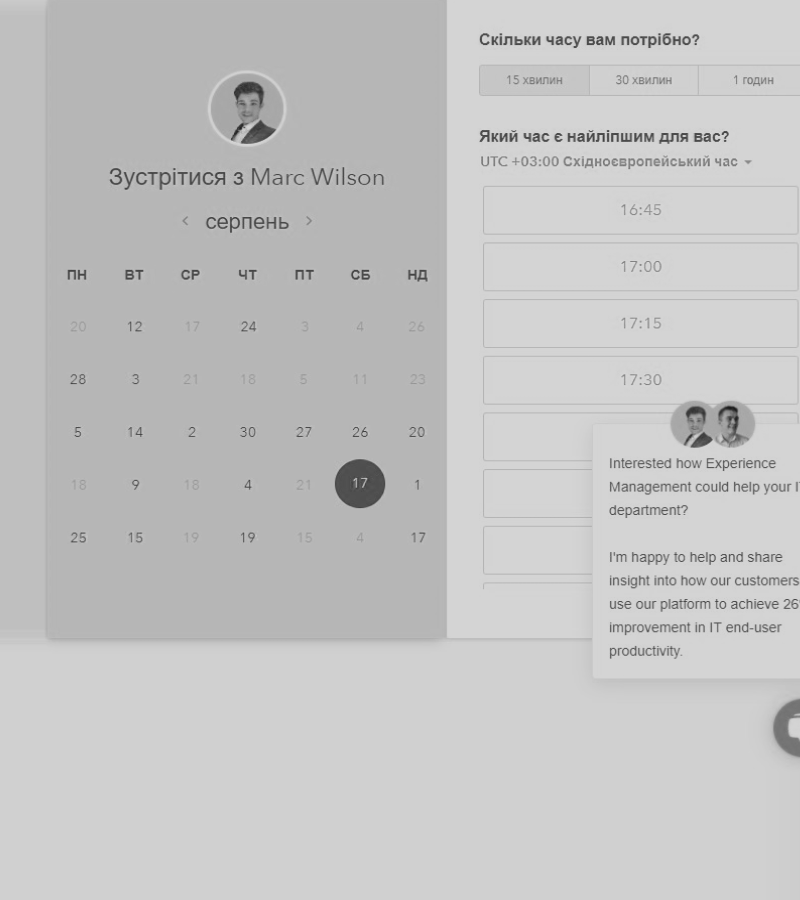 Зустрітися з Marc Wilson
серпень
ПН ВТ СР ЧТ ПТ СБ НД
20 12 17 24 3 4 26
28 3 21 18 5 11 23
5 14 2 30 27 26 20
18 9 18 4 21 17 1
25 15 19 19 15 4 17
Скільки часу вам потрібно?
15 хвилин 30 хвилин 1 годин
Який час є найліпшим для вас?
UTC +03:00 Східноєвропейський час
16:45
17:00
17:15
17:30
Interested how Experience
Management could help your
department?
I'm happy to help and share
insight into how our customers
use our platform to achieve 26
improvement in IT end-user
productivity.